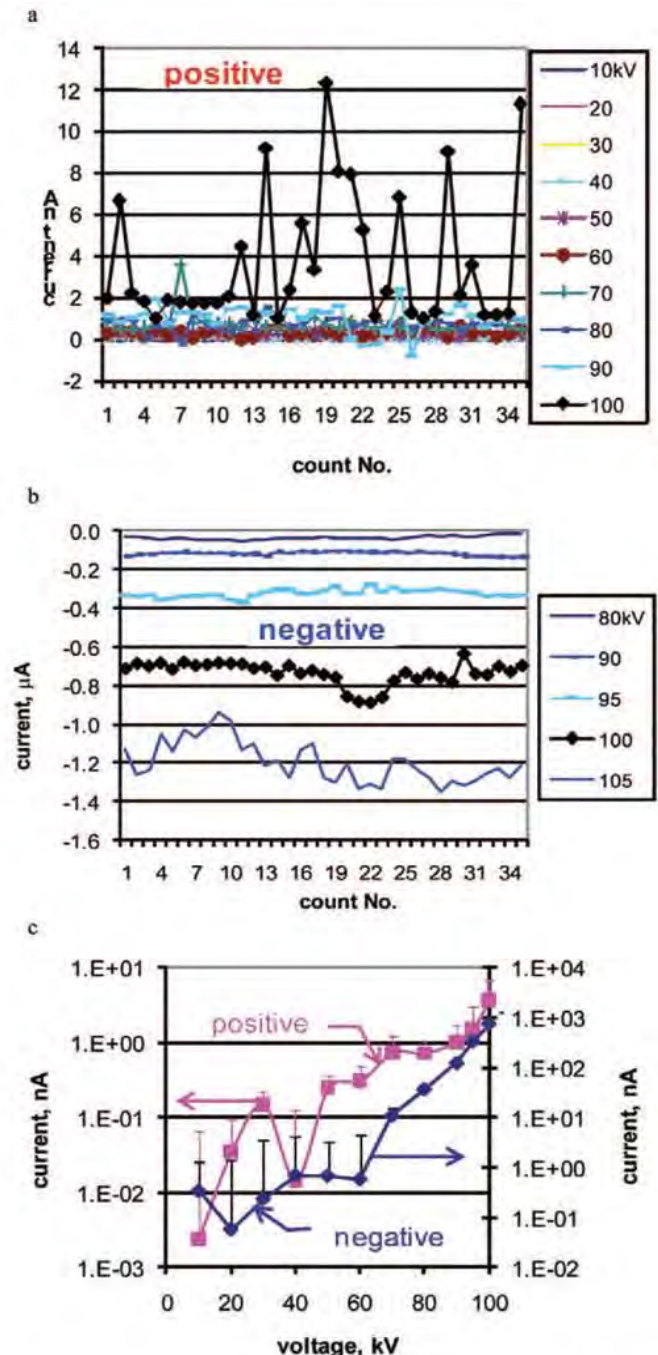 a
positive
14
12
10
8
6
4
2
0
-2
1 4 7 10 13 16 19 22 25 28 31 34
count No.
10kV
20
30
40
50
60
70
80
90
100
b
current, µA
0.0
-0.2
-0.4
-0.6
-0.8
-1.0
-1.2
-1.4
-1.6
negative
1 4 7 10 13 16 19 22 25 28 31 34
count No.
80kV
90
95
100
105
c
current, nA
1.E+01
1.E+00
1.E-01
1.E-02
1.E-03
positive
negative
1.E+04
1.E+03
1.E+02
1.E+01
1.E+00
1.E-01
1.E-02
current, nA
0 20 40 60 80 100
voltage, kV